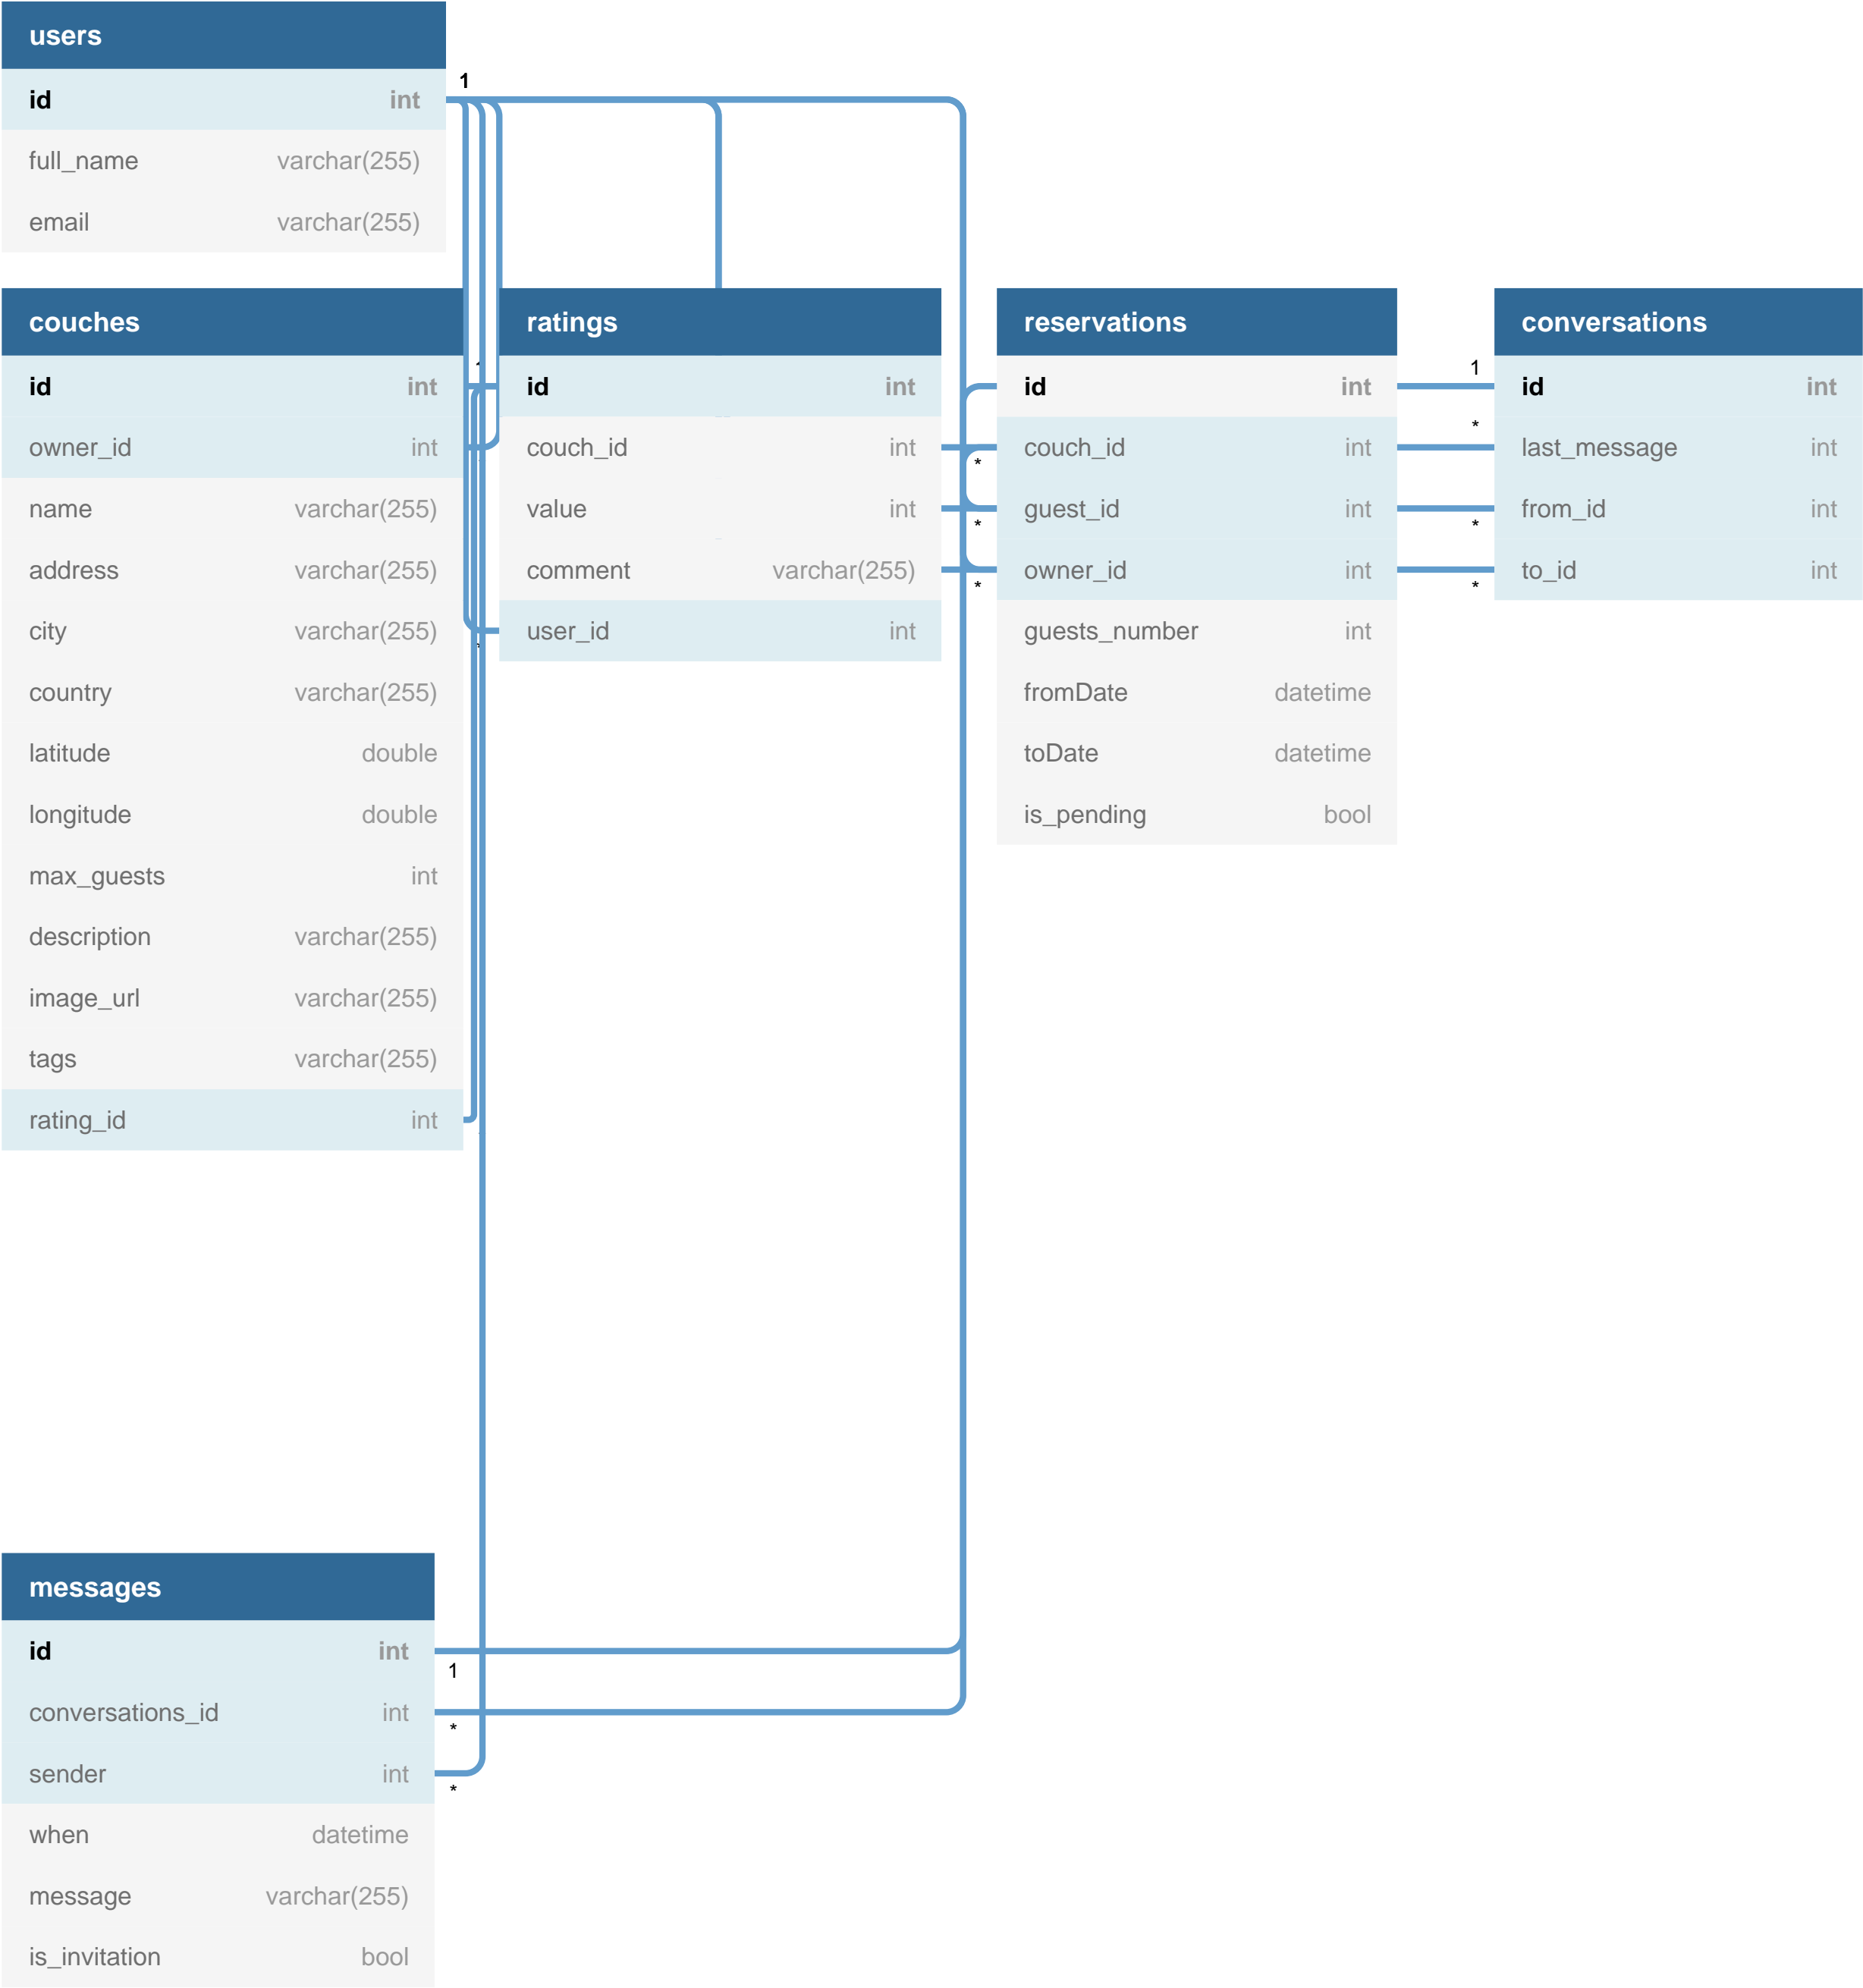 users
1
id int
full_name varchar(255)
email varchar(255)
couches
id int
owner_id int
name varchar(255)
address varchar(255)
city varchar(255)
country varchar(255)
latitude double
longitude double
max_guests int
description varchar(255)
image_url varchar(255)
tags varchar(255)
rating_id int
ratings
id int
couch_id int
value int
comment varchar(255)
user_id int
*
*
*
reservations
id int
couch_id int
guest_id int
owner_id int
guests_number int
fromDate datetime
toDate datetime
is_pending bool
1
*
*
*
conversations
id int
last_message int
from_id int
to_id int
messages
id int
1
conversations_id int
*
sender int
*
when datetime
message varchar(255)
is_invitation bool